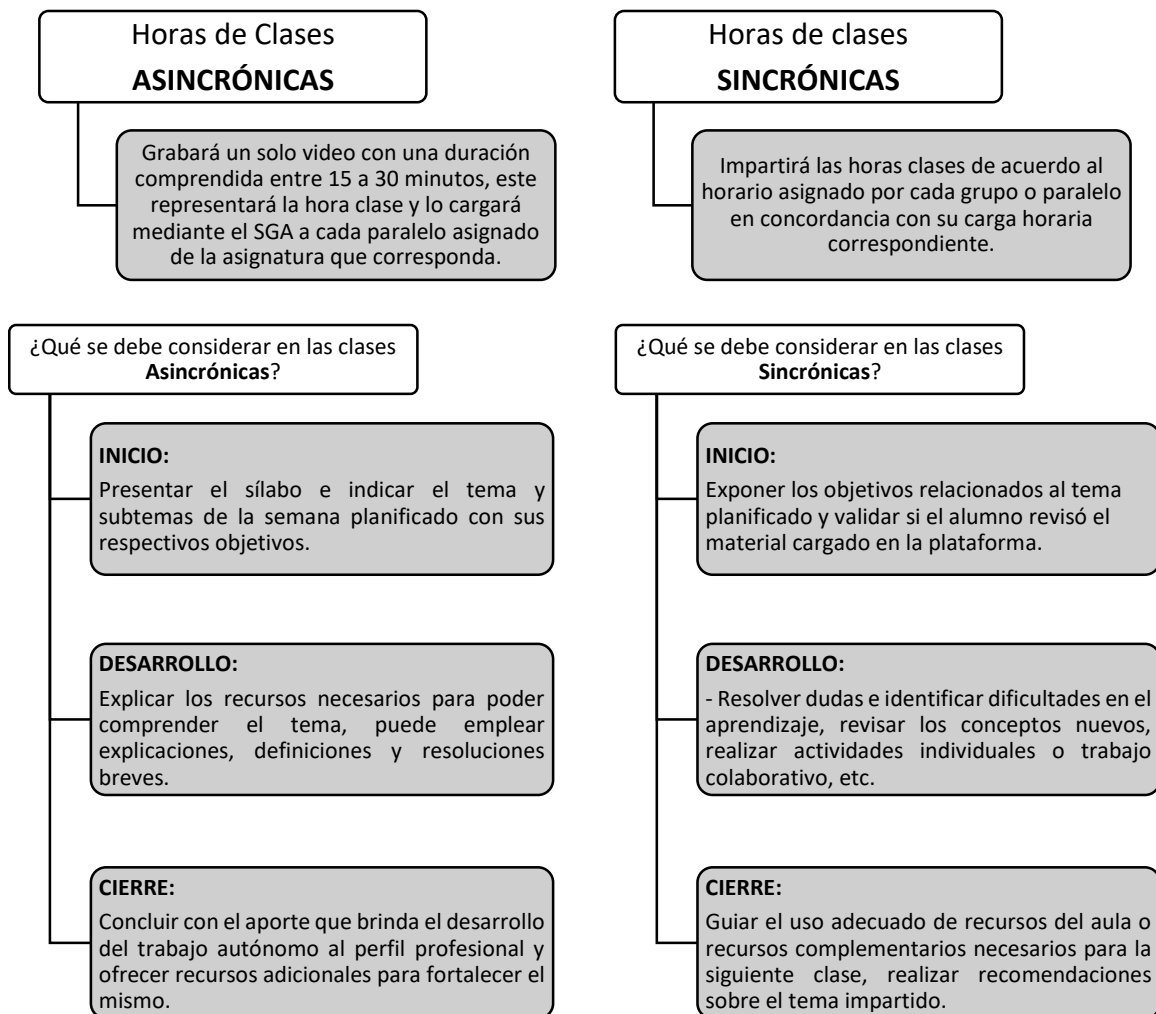 Horas de Clases
ASINCRÓNICAS
Grabará un solo video con una duración
comprendida entre 15 a 30 minutos, este
representará la hora clase y lo cargará
mediante el SGA a cada paralelo asignado
de la asignatura que corresponda.
Horas de clases
SINCRÓNICAS
Impartirá las horas clases de acuerdo al
horario asignado por cada grupo o paralelo
en concordancia con su carga horaria
correspondiente.
¿Qué se debe considerar en las clases
Asincrónicas?
INICIO:
Presentar el sílabo e indicar el tema y
subtemas de la semana planificado con sus
respectivos objetivos.
DESARROLLO:
Explicar los recursos necesarios para poder
comprender el tema, puede emplear
explicaciones, definiciones y resoluciones
breves.
CIERRE:
Concluir con el aporte que brinda el desarrollo
del trabajo autónomo al perfil profesional y
ofrecer recursos adicionales para fortalecer el
mismo.
¿Qué se debe considerar en las clases
Sincrónicas?
INICIO:
Exponer los objetivos relacionados al tema
planificado y validar si el alumno revisó el
material cargado en la plataforma.
DESARROLLO:
- Resolver dudas e identificar dificultades en el
aprendizaje, revisar los conceptos nuevos,
realizar actividades individuales o trabajo
colaborativo, etc.
CIERRE:
Guiar el uso adecuado de recursos del aula o
recursos complementarios necesarios para la
siguiente clase, realizar recomendaciones
sobre el tema impartido.